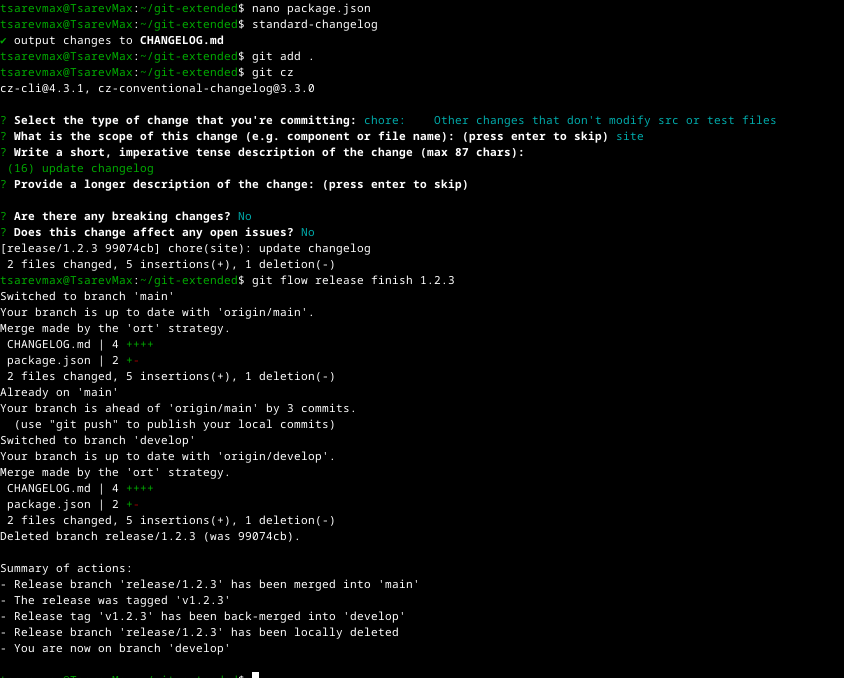 tsarevmax@TsarevMax:~/git-extended$ nano package.json
tsarevmax@TsarevMax:~/git-extended$ standard-changelog
✔ output changes to CHANGELOG.md
tsarevmax@TsarevMax:~/git-extended$ git add .
tsarevmax@TsarevMax:~/git-extended$ git cz
cz-cli@4.3.1, cz-conventional-changelog@3.3.0
? Select the type of change that you're committing: chore:    Other changes that don't modify src or test files
? What is the scope of this change (e.g. component or file name): (press enter to skip) site
? Write a short, imperative tense description of the change (max 87 chars):
 (16) update changelog
? Provide a longer description of the change: (press enter to skip)
? Are there any breaking changes? No
? Does this change affect any open issues? No
[release/1.2.3 99074cb] chore(site): update changelog
 2 files changed, 5 insertions(+), 1 deletion(-)
tsarevmax@TsarevMax:~/git-extended$ git flow release finish 1.2.3
Switched to branch 'main'
Your branch is up to date with 'origin/main'.
Merge made by the 'ort' strategy.
 CHANGELOG.md | 4 ++++
 package.json | 2 +-
 2 files changed, 5 insertions(+), 1 deletion(-)
Already on 'main'
Your branch is ahead of 'origin/main' by 3 commits.
  (use "git push" to publish your local commits)
Switched to branch 'develop'
Your branch is up to date with 'origin/develop'.
Merge made by the 'ort' strategy.
 CHANGELOG.md | 4 ++++
 package.json | 2 +-
 2 files changed, 5 insertions(+), 1 deletion(-)
Deleted branch release/1.2.3 (was 99074cb).
Summary of actions:
- Release branch 'release/1.2.3' has been merged into 'main'
- The release was tagged 'v1.2.3'
- Release tag 'v1.2.3' has been back-merged into 'develop'
- Release branch 'release/1.2.3' has been locally deleted
- You are now on branch 'develop'